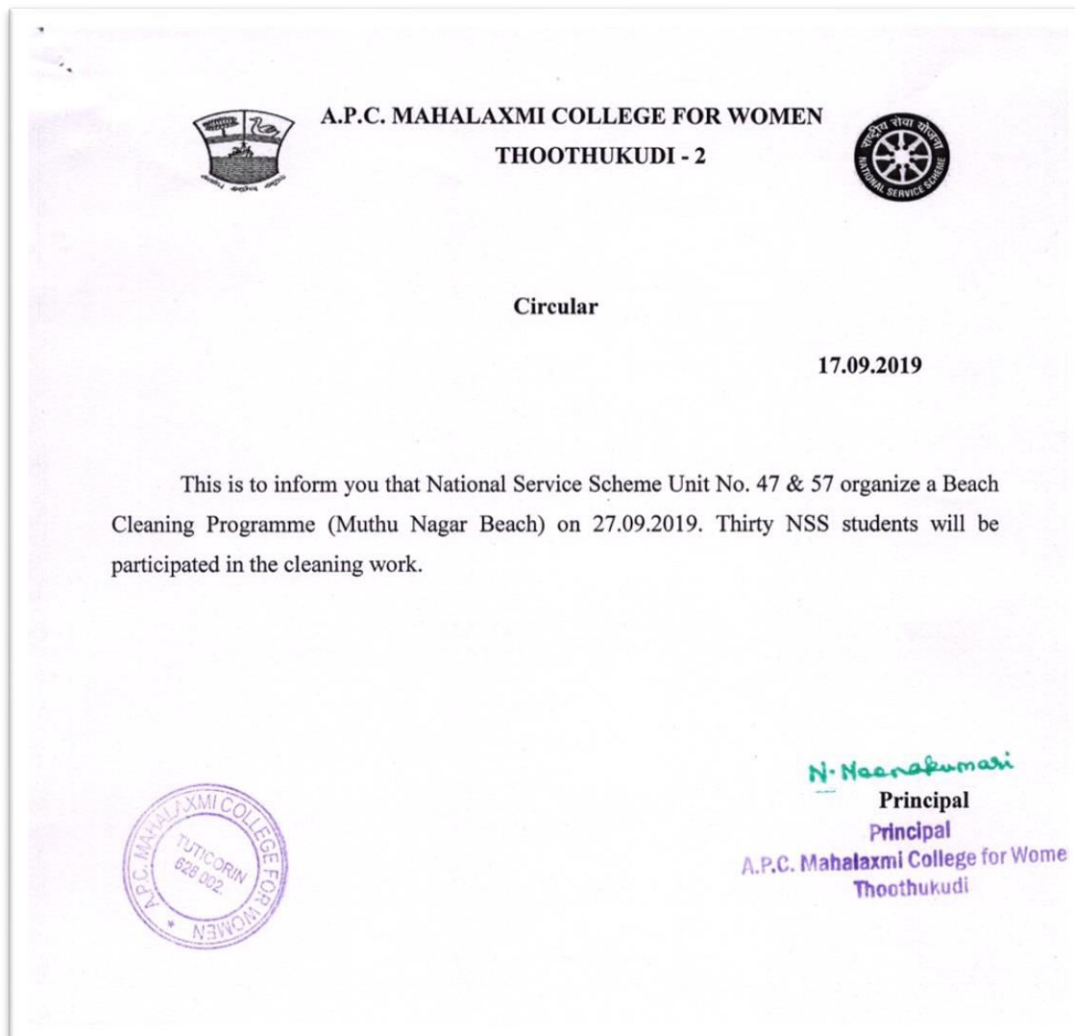 A.P.C. MAHALAXMI COLLEGE FOR WOMEN
THOOTHUKUDI - 2
राष्ट्रीय सेवा योजना
NATIONAL SERVICE SCHEME
Circular
17.09.2019
This is to inform you that National Service Scheme Unit No. 47 & 57 organize a Beach
Cleaning Programme (Muthu Nagar Beach) on 27.09.2019. Thirty NSS students will be
participated in the cleaning work.
N. Meenakumari
Principal
Principal
A.P.C. Mahalaxmi College for Wome
Thoothukudi
A.P.C. MAHALAXMI COLLEGE FOR WOMEN
TUTICORIN
628 002.